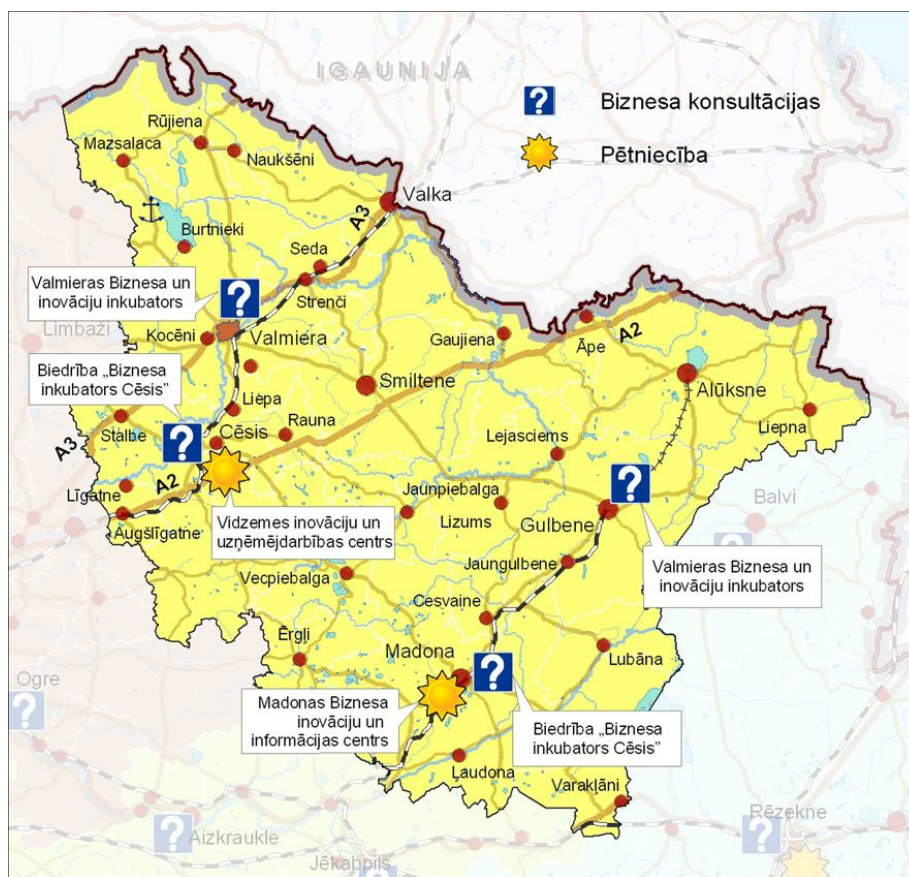 IGAUNIJA
Biznesa konsultācijas
Pētniecība
Rūjiena
Mazsalaca
Naukšēni
Valka
A3
Burtnieki
Seda
Valmieras Biznesa un
inovāciju inkubators
Strenči
Limbaži
Kocēni
Valmiera
Gaujiena
Āpe
A2
Biedrība „Biznesa
inkubators Cēsis”
Smiltene
Alūksne
Liepa
Stalbe
Cēsis
Rauna
Liepna
A3
Lejasciems
Līgatne
A2
Jaunpiebalga
Lizums
Balvi
Augšlīgatne
Gulbene
Vidzemes inovāciju un
uzņēmējdarbības centrs
Jaungulbene
Valmieras Biznesa un
inovāciju inkubators
Vecpiebalga
Cesvaine
Ērgļi
Madona
Lubāna
Ogre
Madonas Biznesa
inovāciju un
informācijas centrs
Biedrība „Biznesa
inkubators Cēsis”
Ļaudona
Varakļāni
Aizkraukle
Rēzekne
Jēkabpils